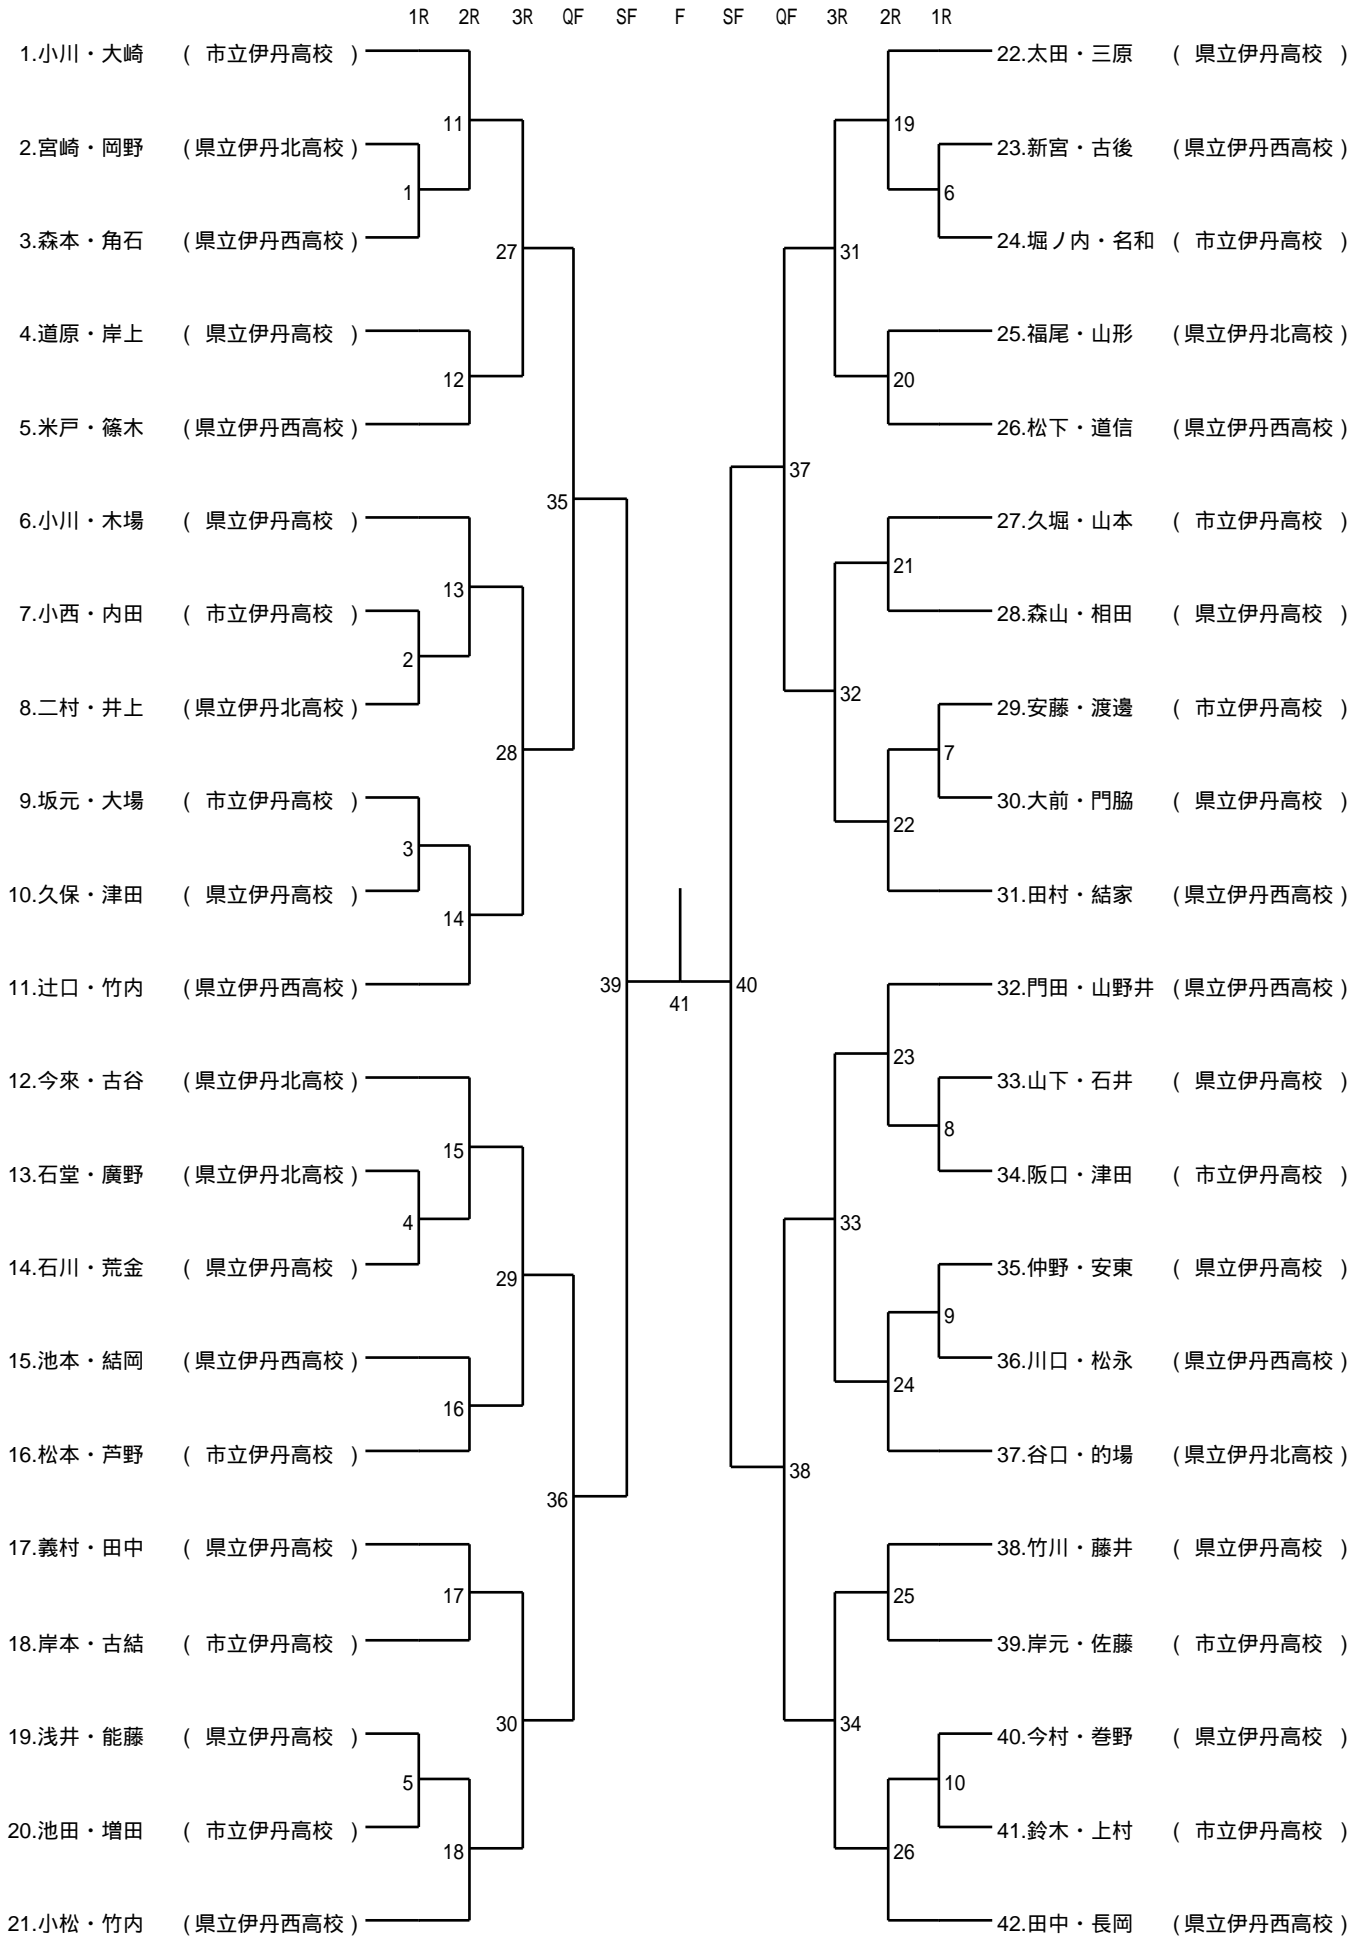 1R 2R 3R QF SF F SF QF 3R 2R 1R
1.小川・大崎 ( 市立伊丹高校 )
2.宮崎・岡野 (県立伊丹北高校)
3.森本・角石 (県立伊丹西高校)
4.道原・岸上 ( 県立伊丹高校 )
5.米戸・篠木 (県立伊丹西高校)
6.小川・木場 ( 県立伊丹高校 )
7.小西・内田 ( 市立伊丹高校 )
8.二村・井上 (県立伊丹北高校)
9.坂元・大場 ( 市立伊丹高校 )
10.久保・津田 ( 県立伊丹高校 )
11.辻口・竹内 (県立伊丹西高校)
12.今來・古谷 (県立伊丹北高校)
13.石堂・廣野 (県立伊丹北高校)
14.石川・荒金 ( 県立伊丹高校 )
15.池本・結岡 (県立伊丹西高校)
16.松本・芦野 ( 市立伊丹高校 )
17.義村・田中 ( 県立伊丹高校 )
18.岸本・古結 ( 市立伊丹高校 )
19.浅井・能藤 ( 県立伊丹高校 )
20.池田・増田 ( 市立伊丹高校 )
21.小松・竹内 (県立伊丹西高校)
1
2
3
4
5
11
12
13
14
15
16
17
18
27
28
29
30
35
36
39
41
40
37
38
31
32
33
34
19
20
21
22
23
24
25
26
6
7
8
9
10
22.太田・三原 ( 県立伊丹高校 )
23.新宮・古後 (県立伊丹西高校)
24.堀ノ内・名和 ( 市立伊丹高校 )
25.福尾・山形 (県立伊丹北高校)
26.松下・道信 (県立伊丹西高校)
27.久堀・山本 ( 市立伊丹高校 )
28.森山・相田 ( 県立伊丹高校 )
29.安藤・渡邊 ( 市立伊丹高校 )
30.大前・門脇 ( 県立伊丹高校 )
31.田村・結家 (県立伊丹西高校)
32.門田・山野井 (県立伊丹西高校)
33.山下・石井 ( 県立伊丹高校 )
34.阪口・津田 ( 市立伊丹高校 )
35.仲野・安東 ( 県立伊丹高校 )
36.川口・松永 (県立伊丹西高校)
37.谷口・的場 (県立伊丹北高校)
38.竹川・藤井 ( 県立伊丹高校 )
39.岸元・佐藤 ( 市立伊丹高校 )
40.今村・巻野 ( 県立伊丹高校 )
41.鈴木・上村 ( 市立伊丹高校 )
42.田中・長岡 (県立伊丹西高校)